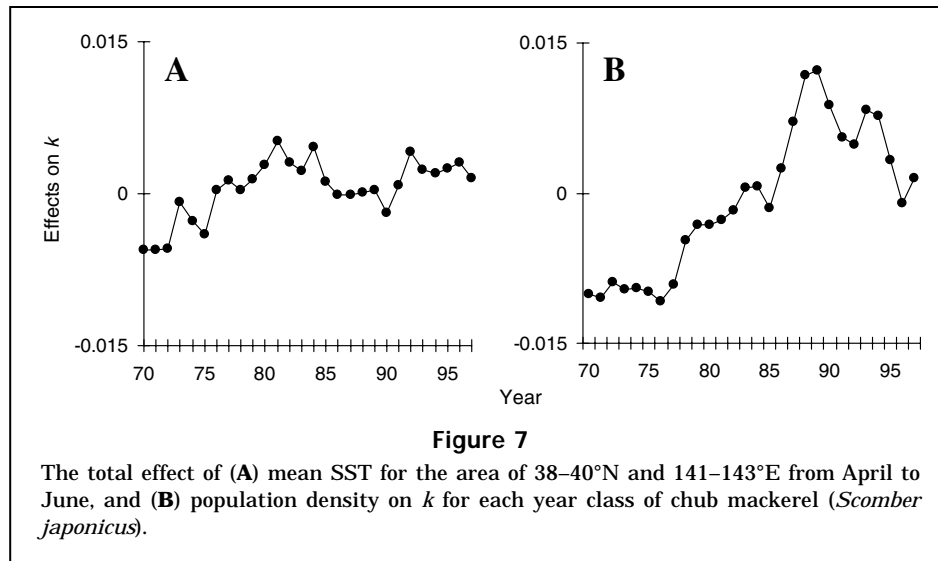 0.015
A
0
-0.015
Effects on k
70 75 80 85 90 95
0.015
B
0
-0.015
70 75 80 85 90 95
Year
Figure 7
The total effect of (A) mean SST for the area of 38–40°N and 141–143°E from April to
June, and (B) population density on k for each year class of chub mackerel (Scomber
japonicus).